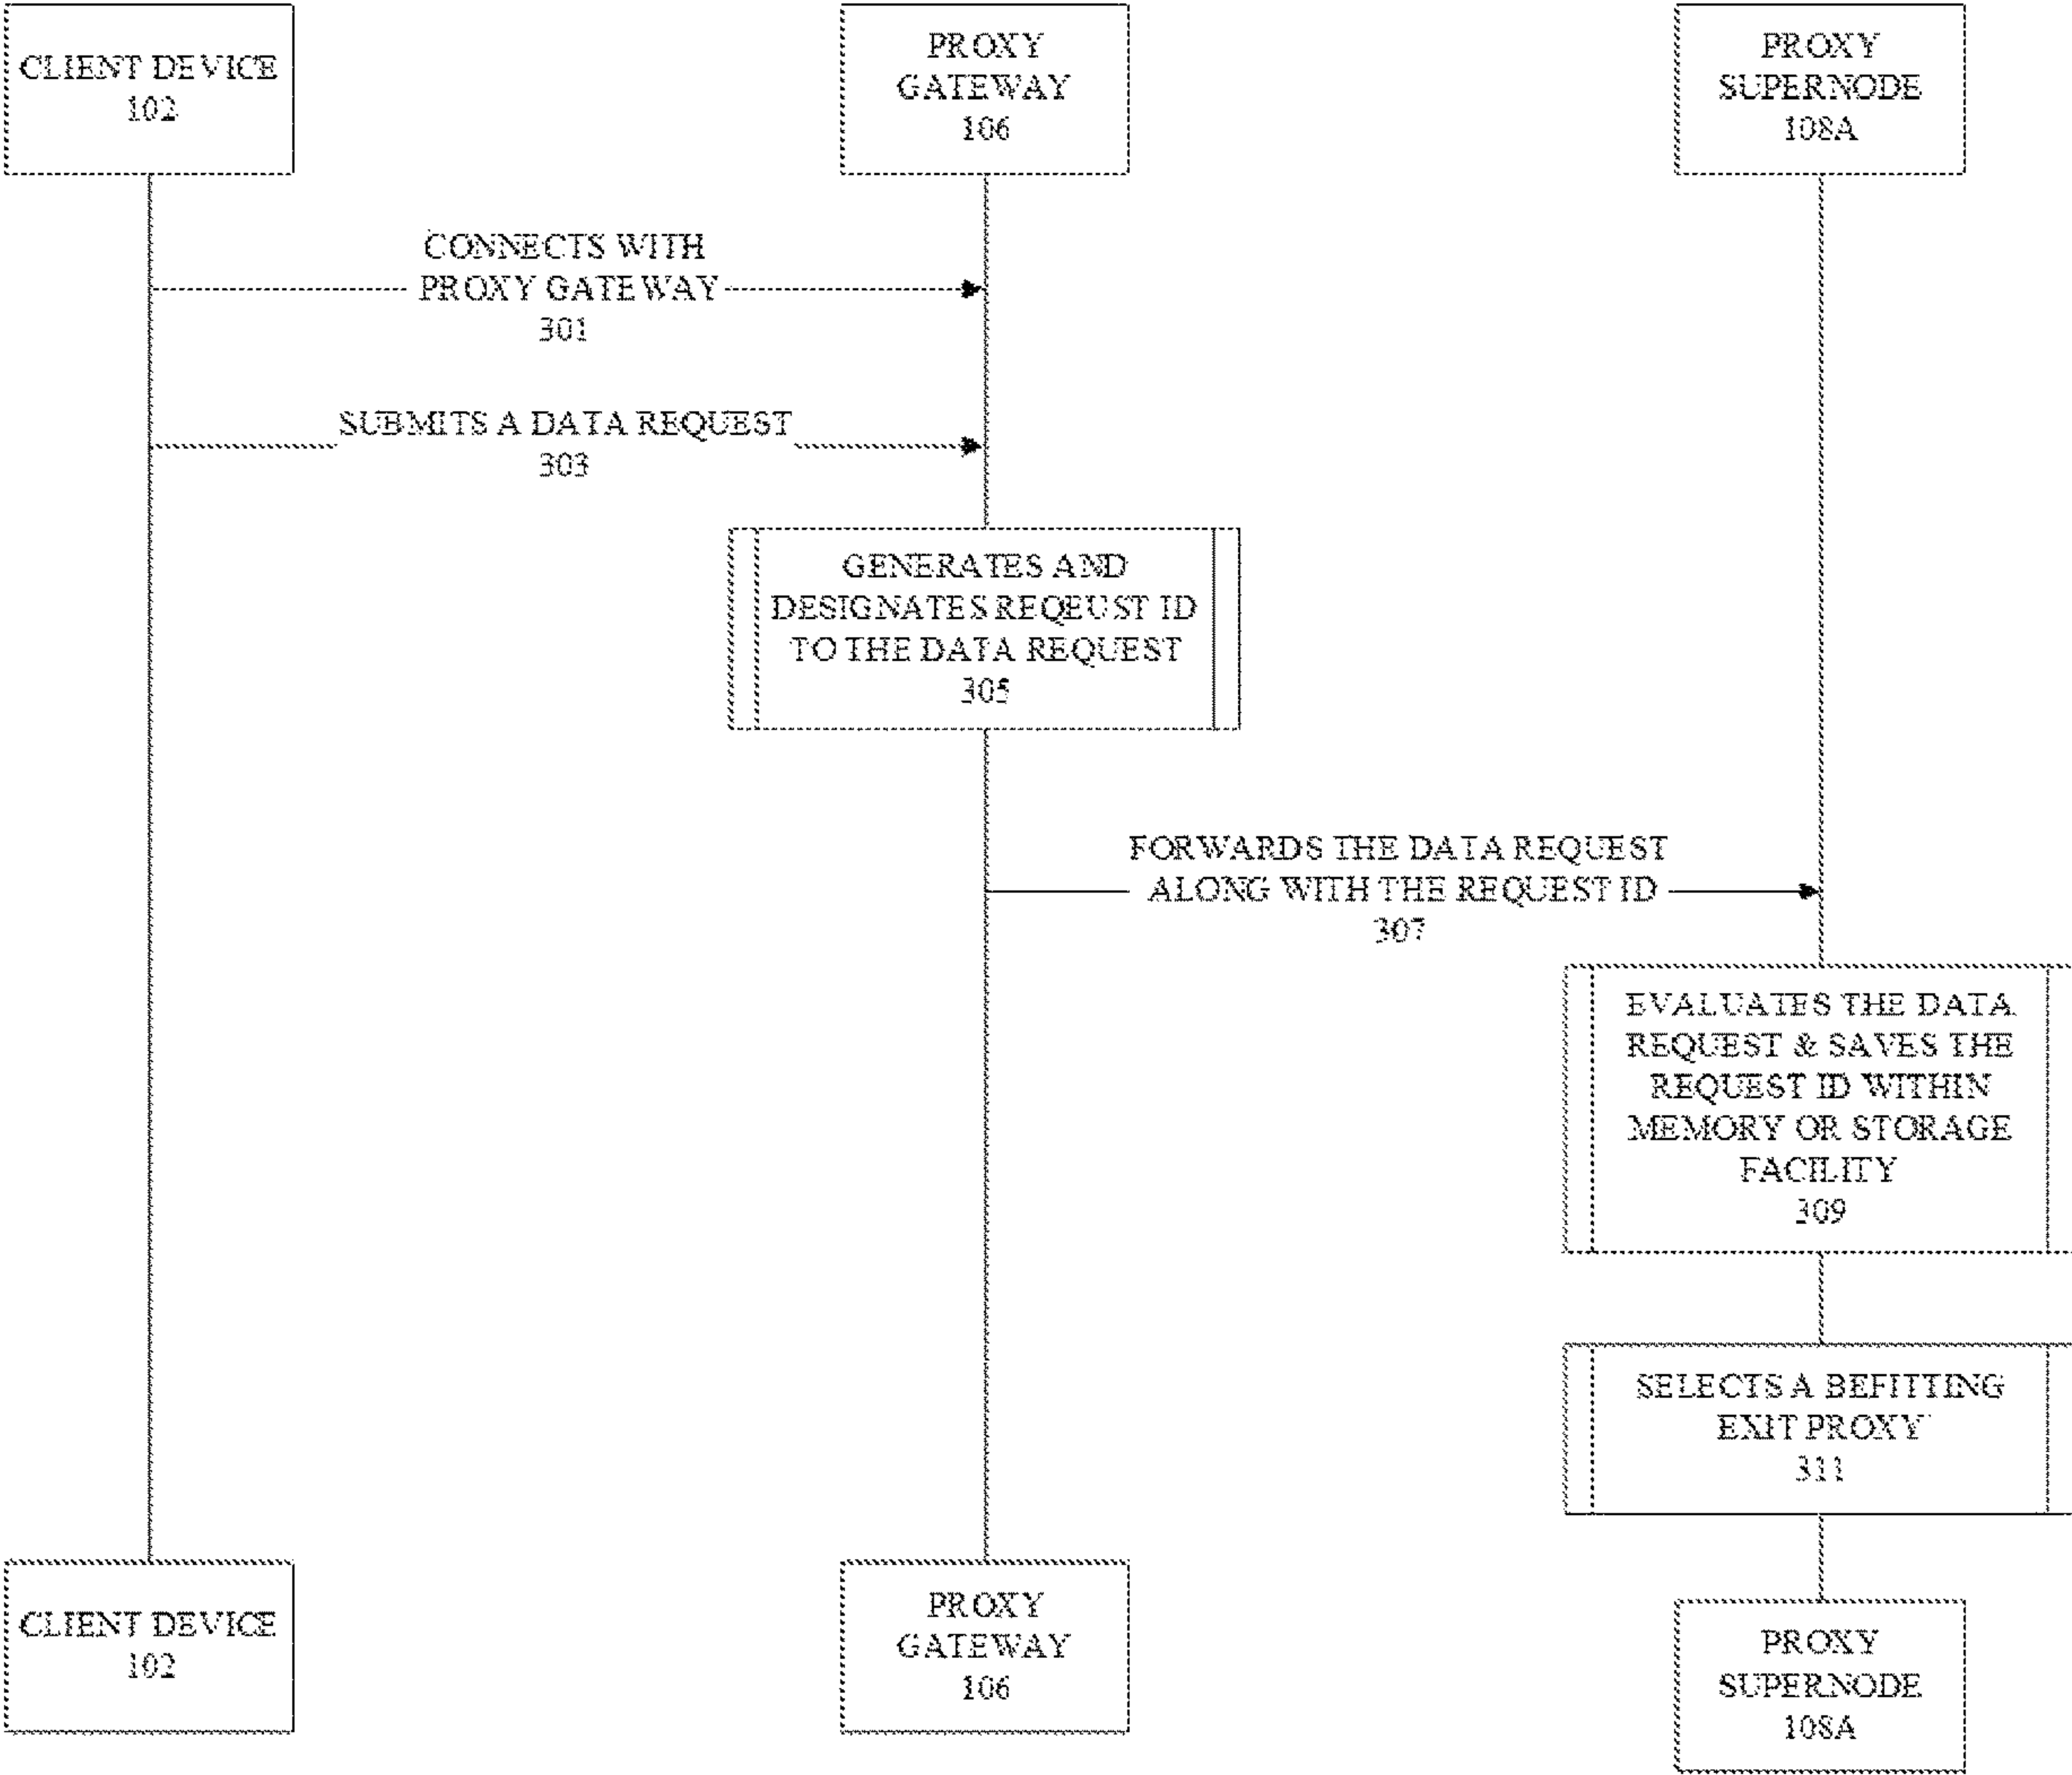 CLIENT DEVICE
102
PROXY
GATEWAY
106
PROXY
SUPERNODE
108A
CONNECTS WITH
PROXY GATEWAY
301
SUBMITS A DATA REQUEST
303
GENERATES AND
DESIGNATES REQEUST ID
TO THE DATA REQUEST
305
FORWARDS THE DATA REQUEST
ALONG WITH THE REQUEST ID
307
EVALUATES THE DATA
REQUEST & SAVES THE
REQUEST ID WITHIN
MEMORY OR STORAGE
FACILITY
309
SELECTS A BEFITTING
EXIT PROXY
311
CLIENT DEVICE
102
PROXY
GATEWAY
106
PROXY
SUPERNODE
108A